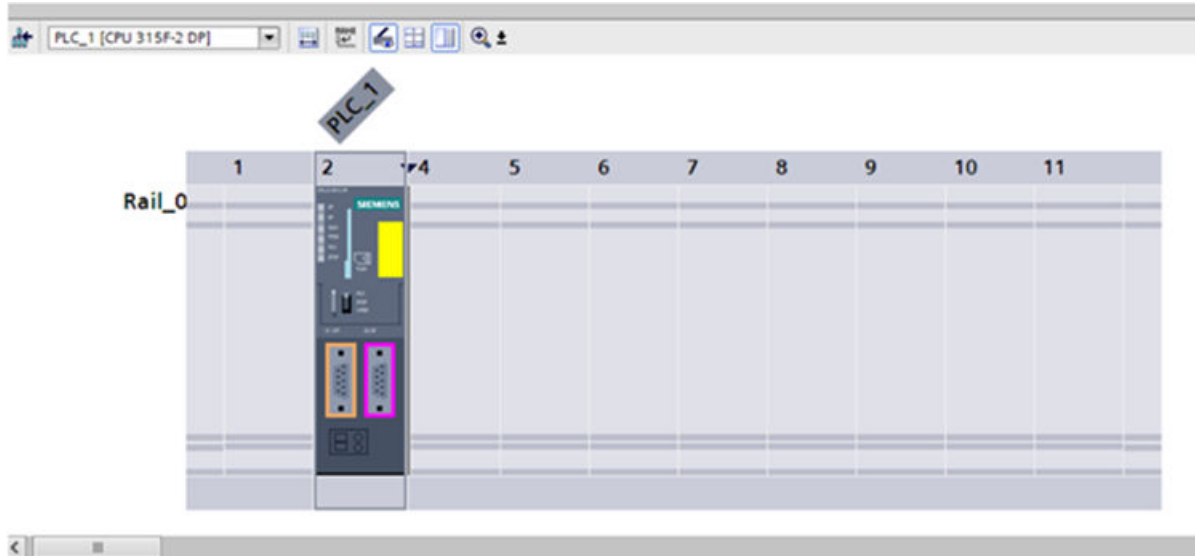 PLC_1 [CPU 315F-2 DP]
PLC_1
1 2 4 5 6 7 8 9 10 11
Rail_0
SIEMENS